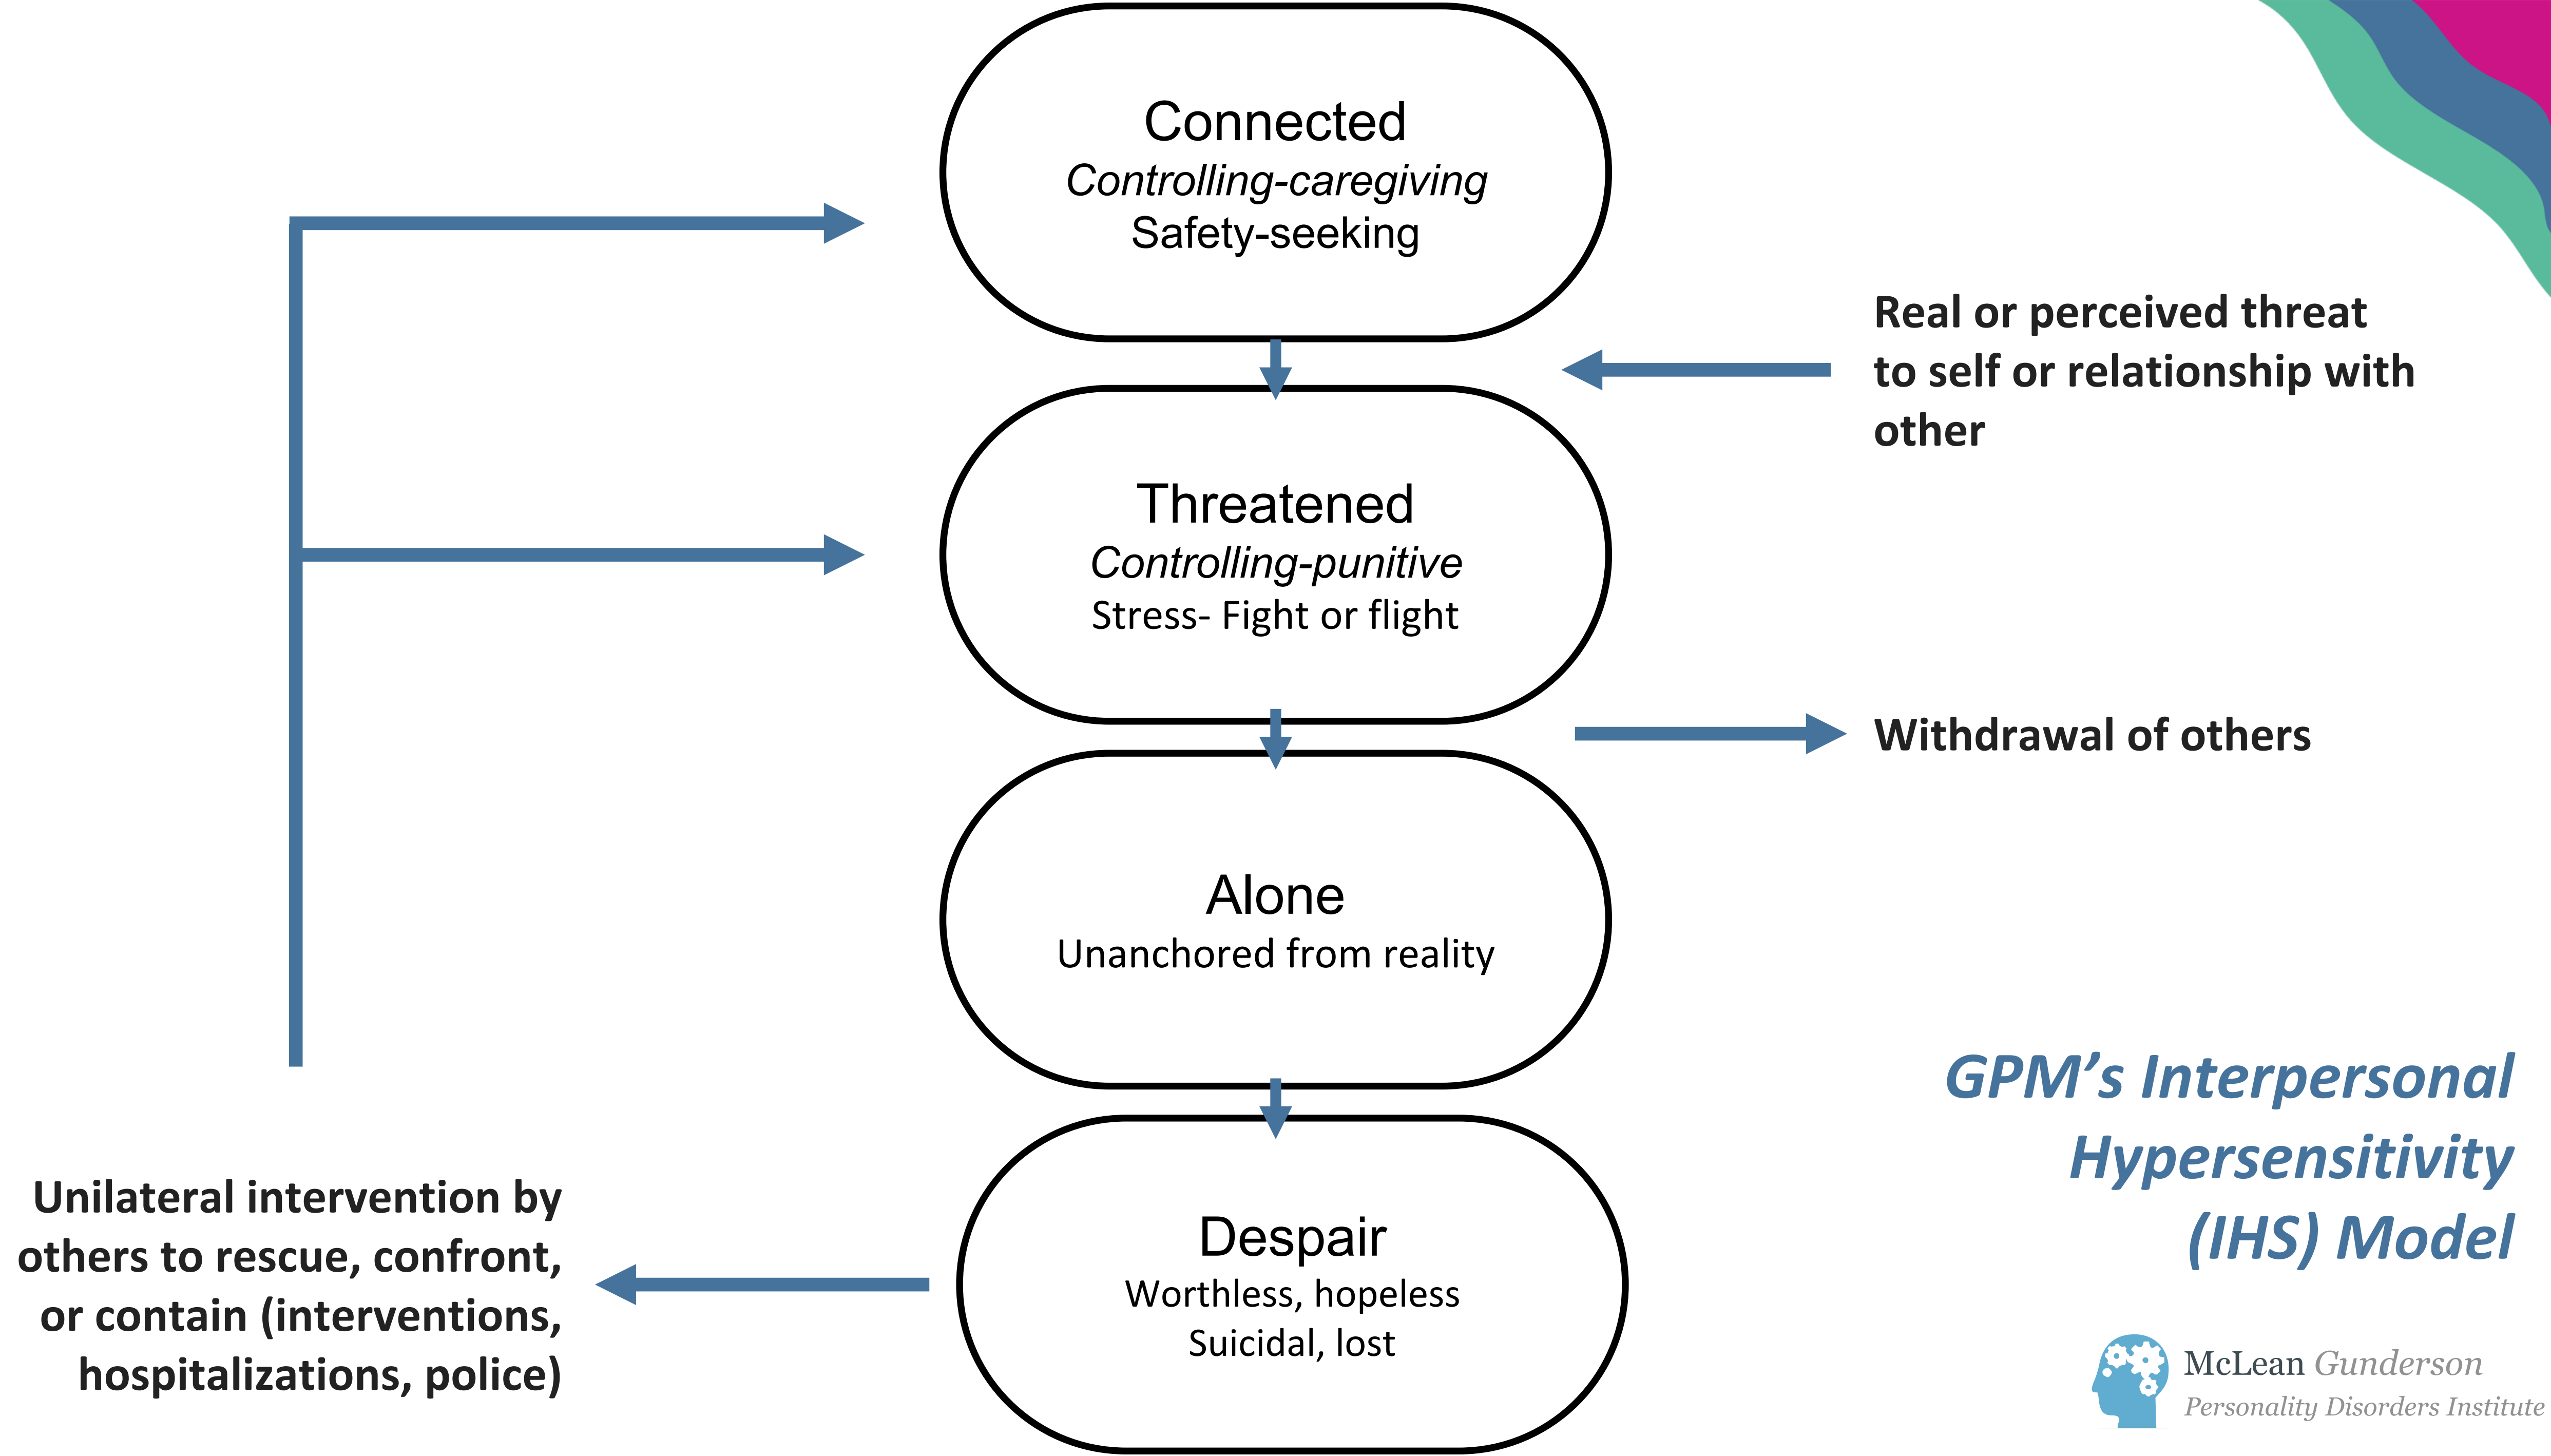 Connected
Controlling-caregiving
Safety-seeking
Real or perceived threat
to self or relationship with
other
Threatened
Controlling-punitive
Stress- Fight or flight
Withdrawal of others
Alone
Unanchored from reality
Despair
Worthless, hopeless
Suicidal, lost
Unilateral intervention by
others to rescue, confront,
or contain (interventions,
hospitalizations, police)
GPM’s Interpersonal
Hypersensitivity
(IHS) Model
McLean Gunderson
Personality Disorders Institute